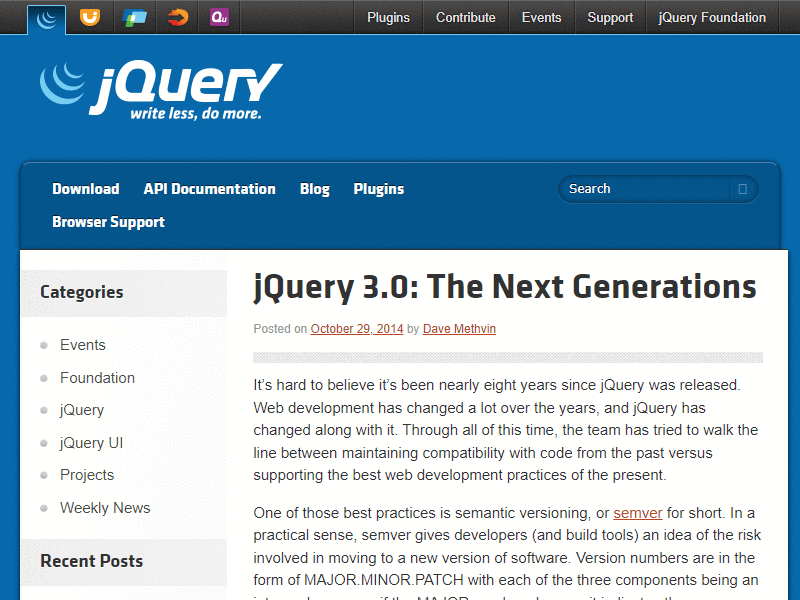 Plugins
Contribute
Events
Support
jQuery Foundation
Qu
jQuery
write less, do more.
Download
API Documentation
Blog
Plugins
Search
Browser Support
Categories
Events
Foundation
jQuery
jQuery UI
Projects
Weekly News
Recent Posts
jQuery 3.0: The Next Generations
Posted on October 29, 2014 by Dave Methvin
It’s hard to believe it’s been nearly eight years since jQuery was released.
Web development has changed a lot over the years, and jQuery has
changed along with it. Through all of this time, the team has tried to walk the
line between maintaining compatibility with code from the past versus
supporting the best web development practices of the present.
One of those best practices is semantic versioning, or semver for short. In a
practical sense, semver gives developers (and build tools) an idea of the risk
involved in moving to a new version of software. Version numbers are in the
form of MAJOR.MINOR.PATCH with each of the three components being an